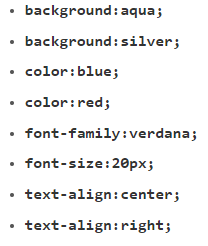 background:aqua;
background:silver;
color:blue;
color:red;
font-family:verdana;
font-size:20px;
text-align:center;
text-align:right;